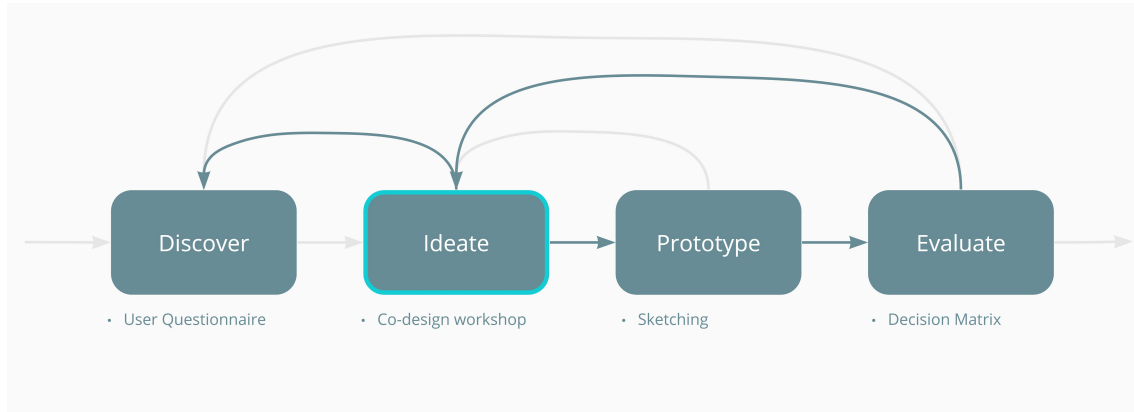 Discover
Ideate
Prototype
Evaluate
• User Questionnaire
• Co-design workshop
• Sketching
• Decision Matrix